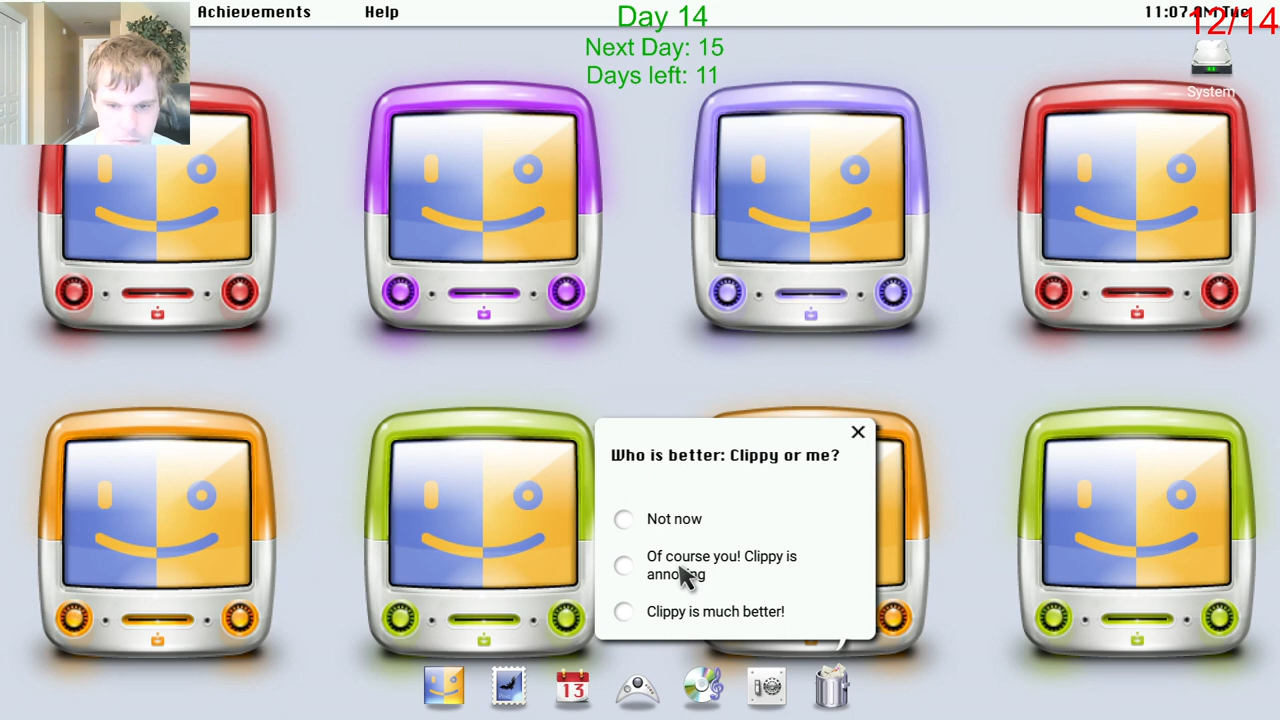 Achievements Help
Day 14
Next Day: 15
Days left: 11
11:07 AM Tue
12/14
System
Who is better: Clippy or me?
Not now
Of course you! Clippy is
annoying
Clippy is much better!
13